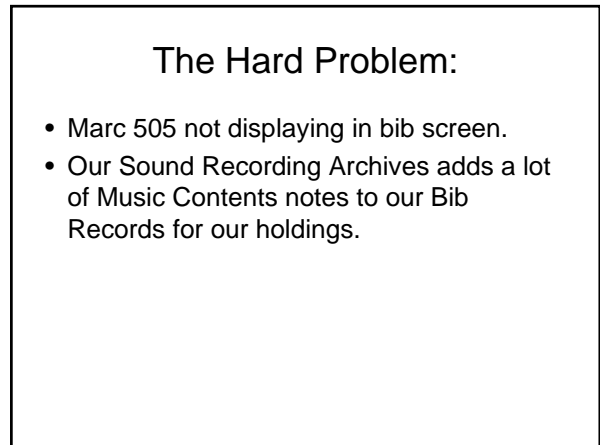 The Hard Problem:
• Marc 505 not displaying in bib screen.
• Our Sound Recording Archives adds a lot
of Music Contents notes to our Bib
Records for our holdings.